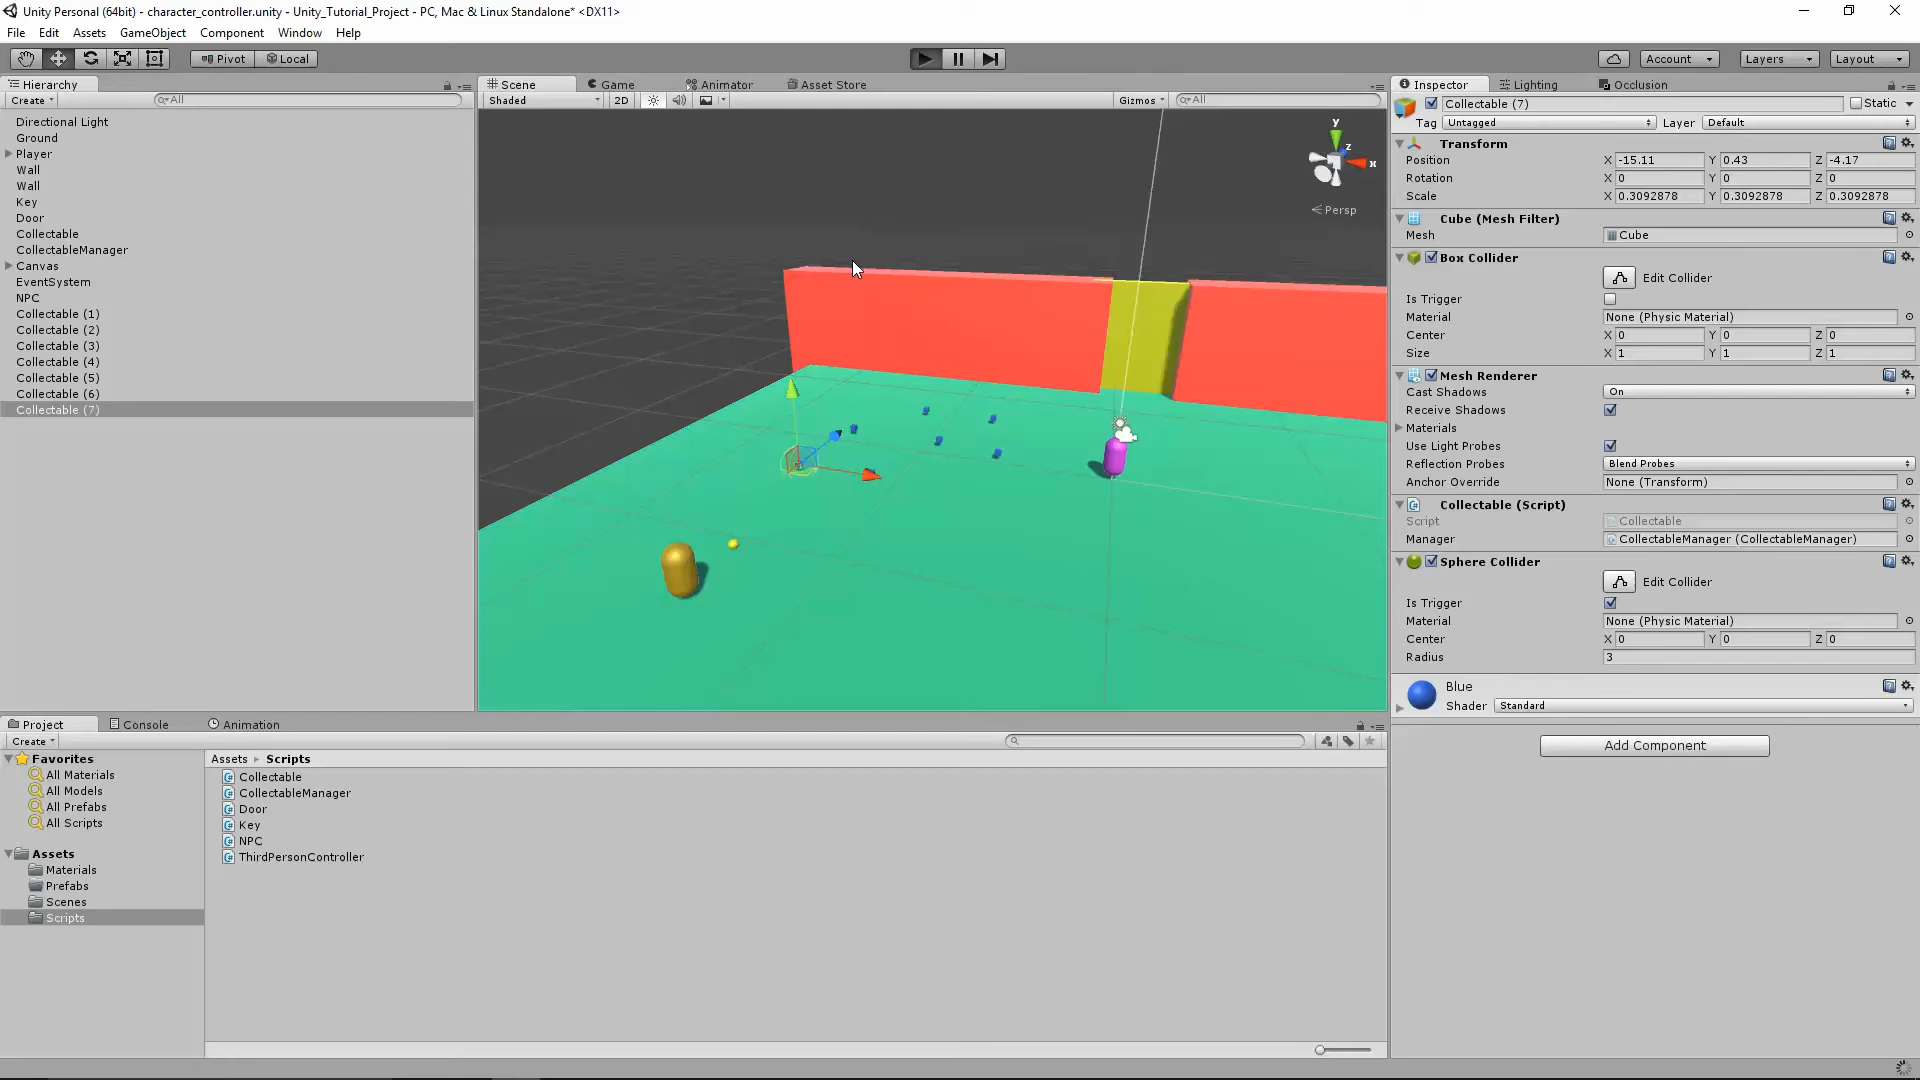 Unity Personal (64bit) - character_controller.unity - Unity_Tutorial_Project - PC, Mac & Linux Standalone* <DX11>
File Edit Assets GameObject Component Window Help
Pivot Local Account Layers Layout
Hierarchy Scene Game Animator Asset Store Inspector Lighting Occlusion
Create All Shaded 2D Gizmos All Collectable (7) Static
Tag Untagged Layer Default
Directional Light
Ground
Player
Wall
Wall
Key
Door
Collectable
CollectableManager
Canvas
EventSystem
NPC
Collectable (1)
Collectable (2)
Collectable (3)
Collectable (4)
Collectable (5)
Collectable (6)
Collectable (7)
y
z
x
Persp
Transform
Position X -15.11 Y 0.43 Z -4.17
Rotation X 0 Y 0 Z 0
Scale X 0.3092878 Y 0.3092878 Z 0.3092878
Cube (Mesh Filter)
Mesh Cube
Box Collider
Edit Collider
Is Trigger
Material None (Physic Material)
Center X 0 Y 0 Z 0
Size X 1 Y 1 Z 1
Mesh Renderer
Cast Shadows On
Receive Shadows
Materials
Use Light Probes
Reflection Probes Blend Probes
Anchor Override None (Transform)
Collectable (Script)
Script Collectable
Manager CollectableManager (CollectableManager)
Sphere Collider
Edit Collider
Is Trigger
Material None (Physic Material)
Center X 0 Y 0 Z 0
Radius 3
Blue
Shader Standard
Add Component
Project Console Animation
Create
Favorites
All Materials
All Models
All Prefabs
All Scripts
Assets
Materials
Prefabs
Scenes
Scripts
Assets Scripts
Collectable
CollectableManager
Door
Key
NPC
ThirdPersonController